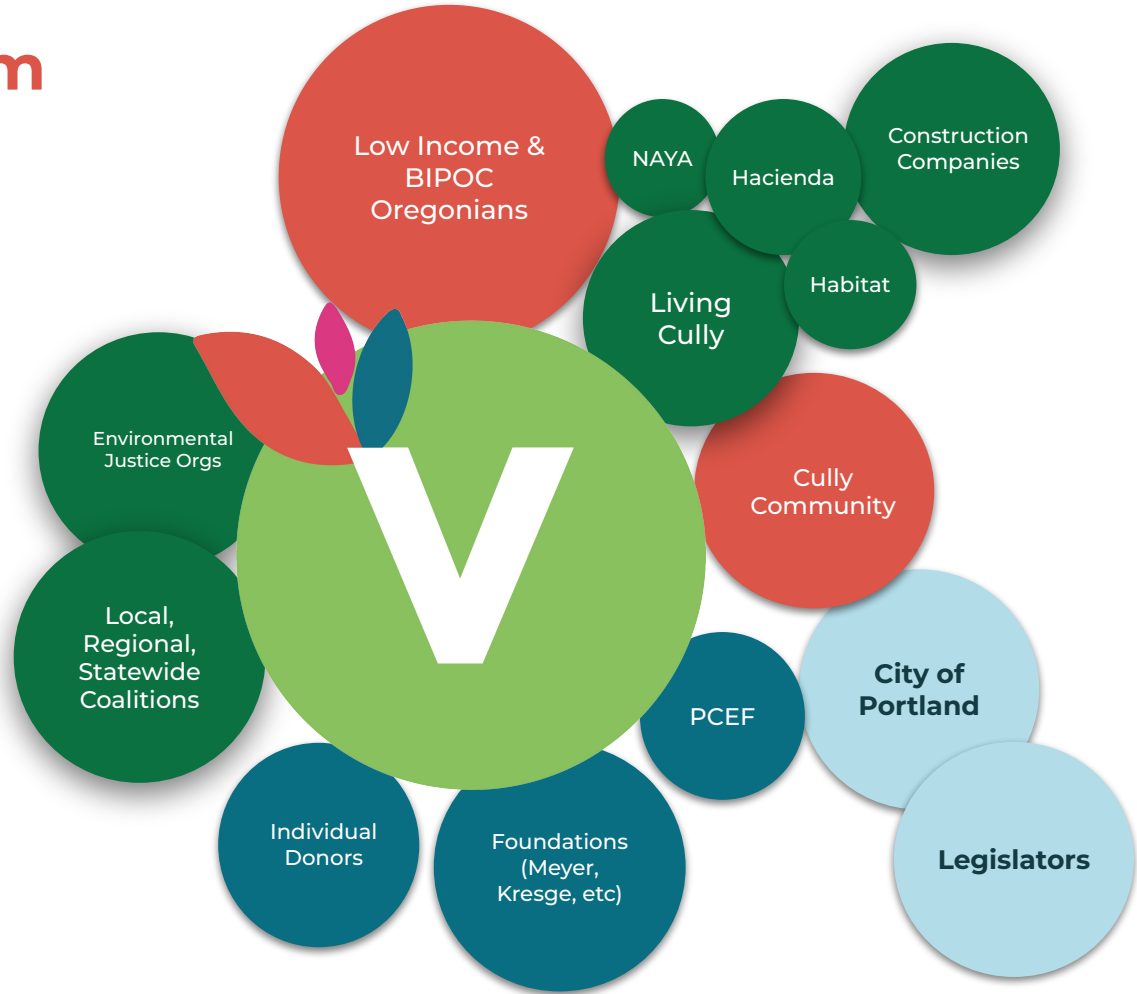 m
Low Income &
BIPOC
Oregonians
NAYA
Hacienda
Construction
Companies
Habitat
Living
Cully
Environmental
Justice Orgs
V
Cully
Community
Local,
Regional,
Statewide
Coalitions
PCEF
City of
Portland
Individual
Donors
Foundations
(Meyer,
Kresge, etc)
Legislators